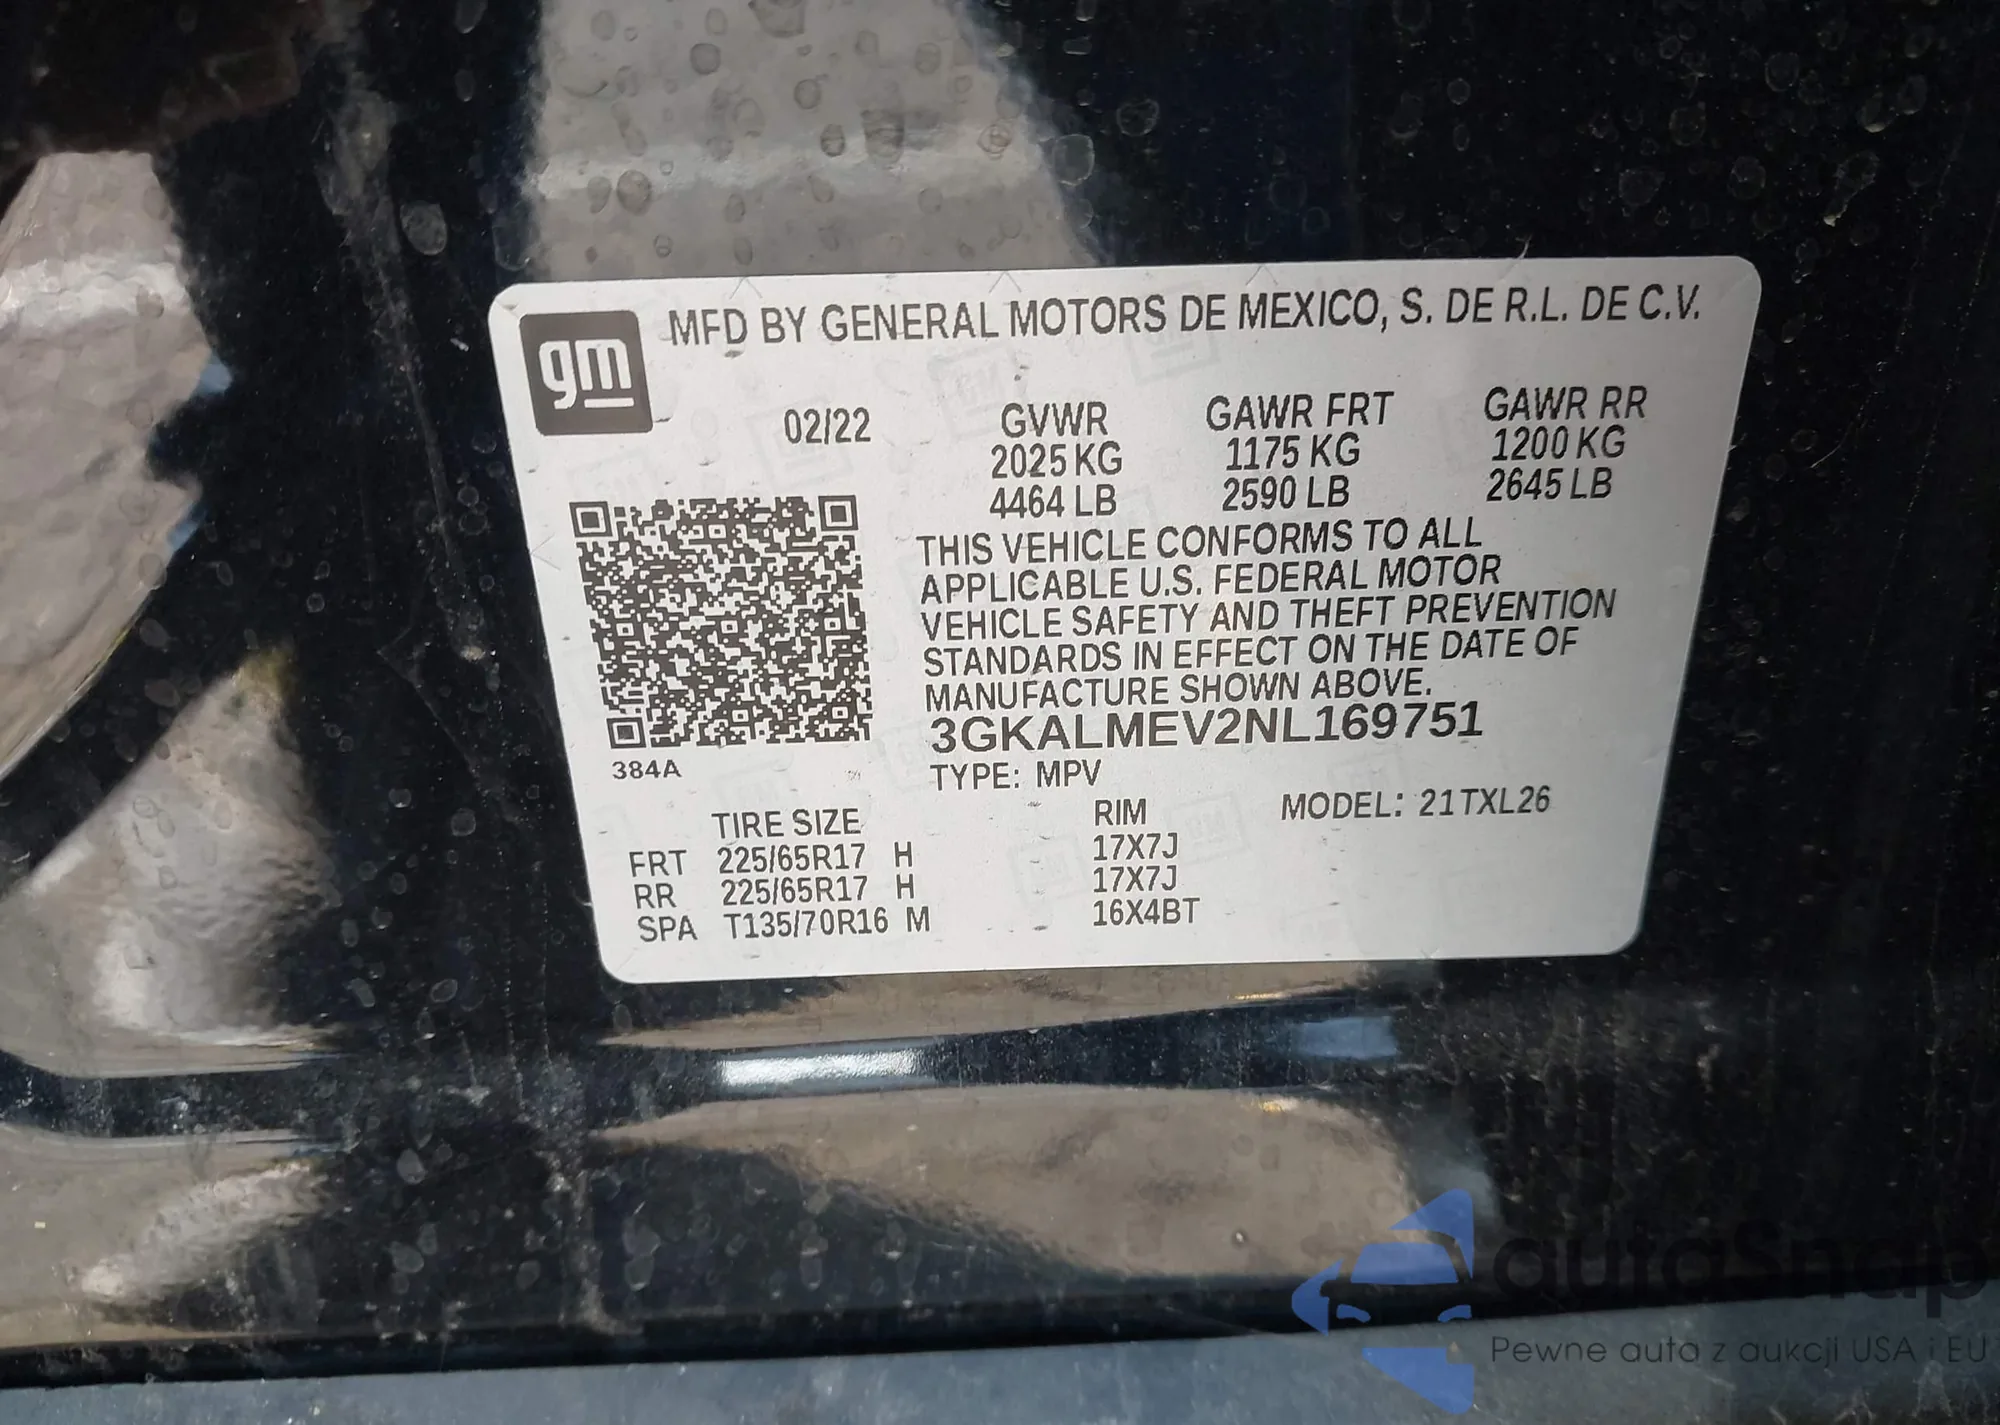 gm
MFD BY GENERAL MOTORS DE MEXICO, S. DE R.L. DE C.V.
02/22 GVWR GAWR FRT GAWR RR
2025 KG 1175 KG 1200 KG
4464 LB 2590 LB 2645 LB
THIS VEHICLE CONFORMS TO ALL
APPLICABLE U.S. FEDERAL MOTOR
VEHICLE SAFETY AND THEFT PREVENTION
STANDARDS IN EFFECT ON THE DATE OF
MANUFACTURE SHOWN ABOVE.
3GKALMEV2NL169751
384A
TYPE: MPV
TIRE SIZE RIM MODEL: 21TXL26
FRT 225/65R17 H 17X7J
RR 225/65R17 H 17X7J
SPA T135/70R16 M 16X4BT
autaSnap
Pewne auta z aukcji USA i EU